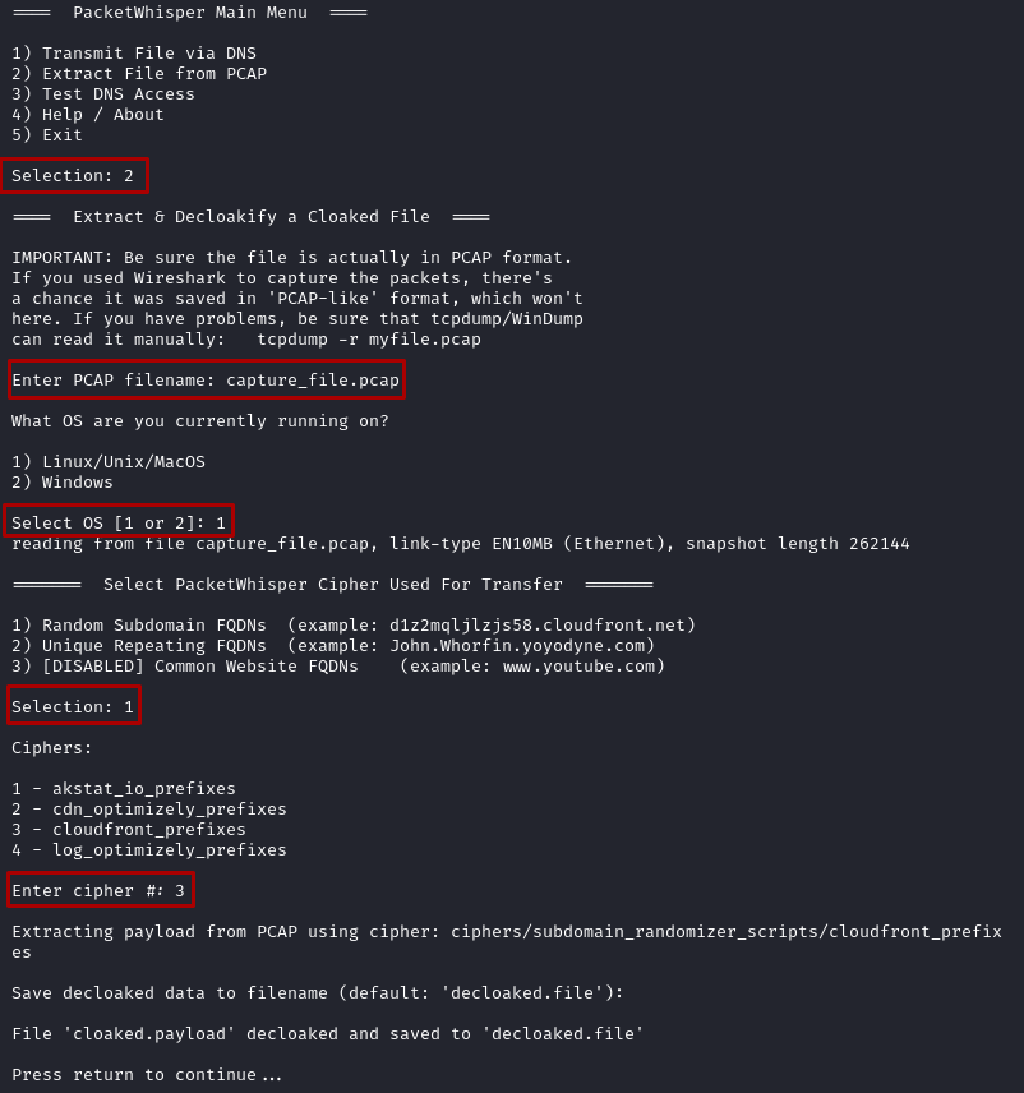 ==== PacketWhisper Main Menu ====
1) Transmit File via DNS
2) Extract File from PCAP
3) Test DNS Access
4) Help / About
5) Exit
Selection: 2
==== Extract & Decloakify a Cloaked File ====
IMPORTANT: Be sure the file is actually in PCAP format.
If you used Wireshark to capture the packets, there's
a chance it was saved in 'PCAP-like' format, which won't
here. If you have problems, be sure that tcpdump/WinDump
can read it manually:   tcpdump -r myfile.pcap
Enter PCAP filename: capture_file.pcap
What OS are you currently running on?
1) Linux/Unix/MacOS
2) Windows
Select OS [1 or 2]: 1
reading from file capture_file.pcap, link-type EN10MB (Ethernet), snapshot length 262144
======= Select PacketWhisper Cipher Used For Transfer =======
1) Random Subdomain FQDNs  (example: d1z2mqljlzjs58.cloudfront.net)
2) Unique Repeating FQDNs  (example: John.Whorfin.yoyodyne.com)
3) [DISABLED] Common Website FQDNs    (example: www.youtube.com)
Selection: 1
Ciphers:
1 - akstat_io_prefixes
2 - cdn_optimizely_prefixes
3 - cloudfront_prefixes
4 - log_optimizely_prefixes
Enter cipher #: 3
Extracting payload from PCAP using cipher: ciphers/subdomain_randomizer_scripts/cloudfront_prefix
es
Save decloaked data to filename (default: 'decloaked.file'):
File 'cloaked.payload' decloaked and saved to 'decloaked.file'
Press return to continue...